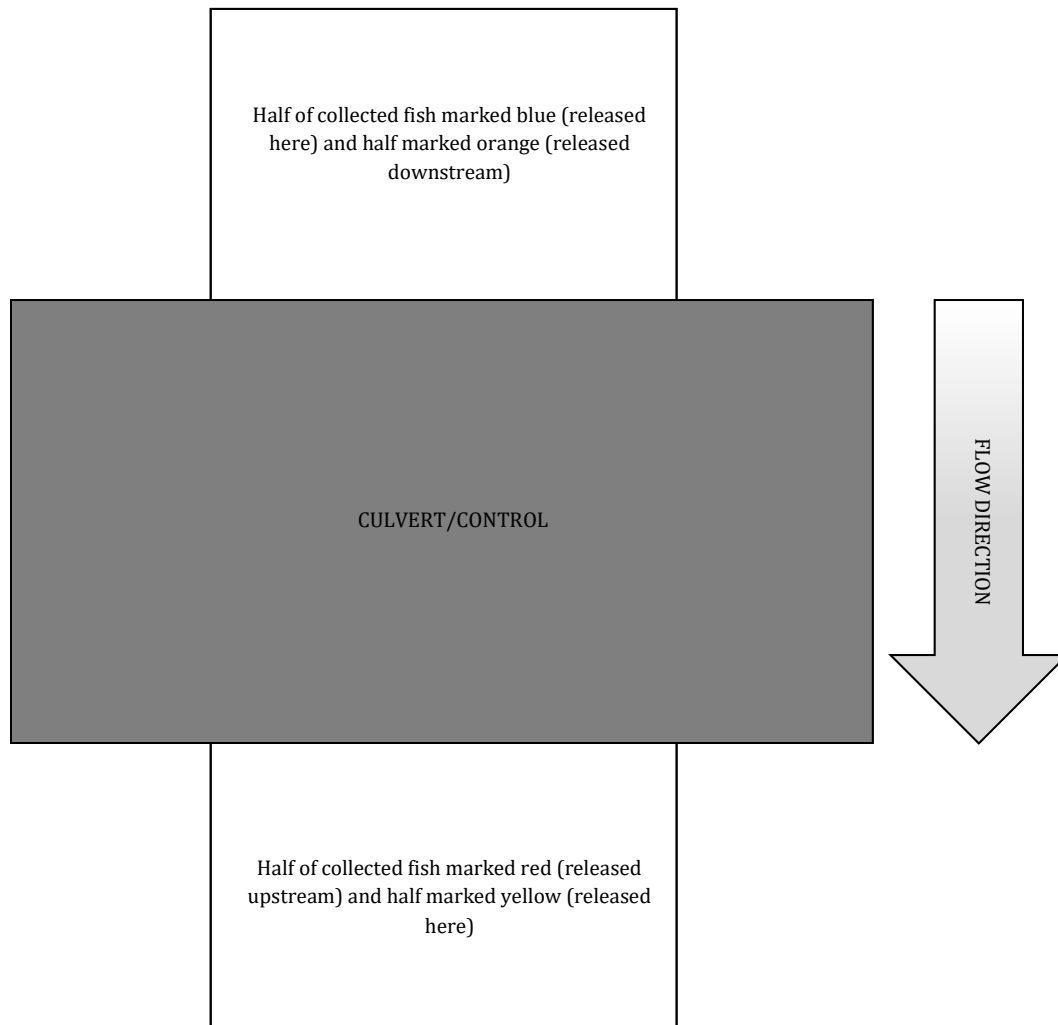 Half of collected fish marked blue (released
here) and half marked orange (released
downstream)
CULVERT/CONTROL
FLOW DIRECTION
Half of collected fish marked red (released
upstream) and half marked yellow (released
here)